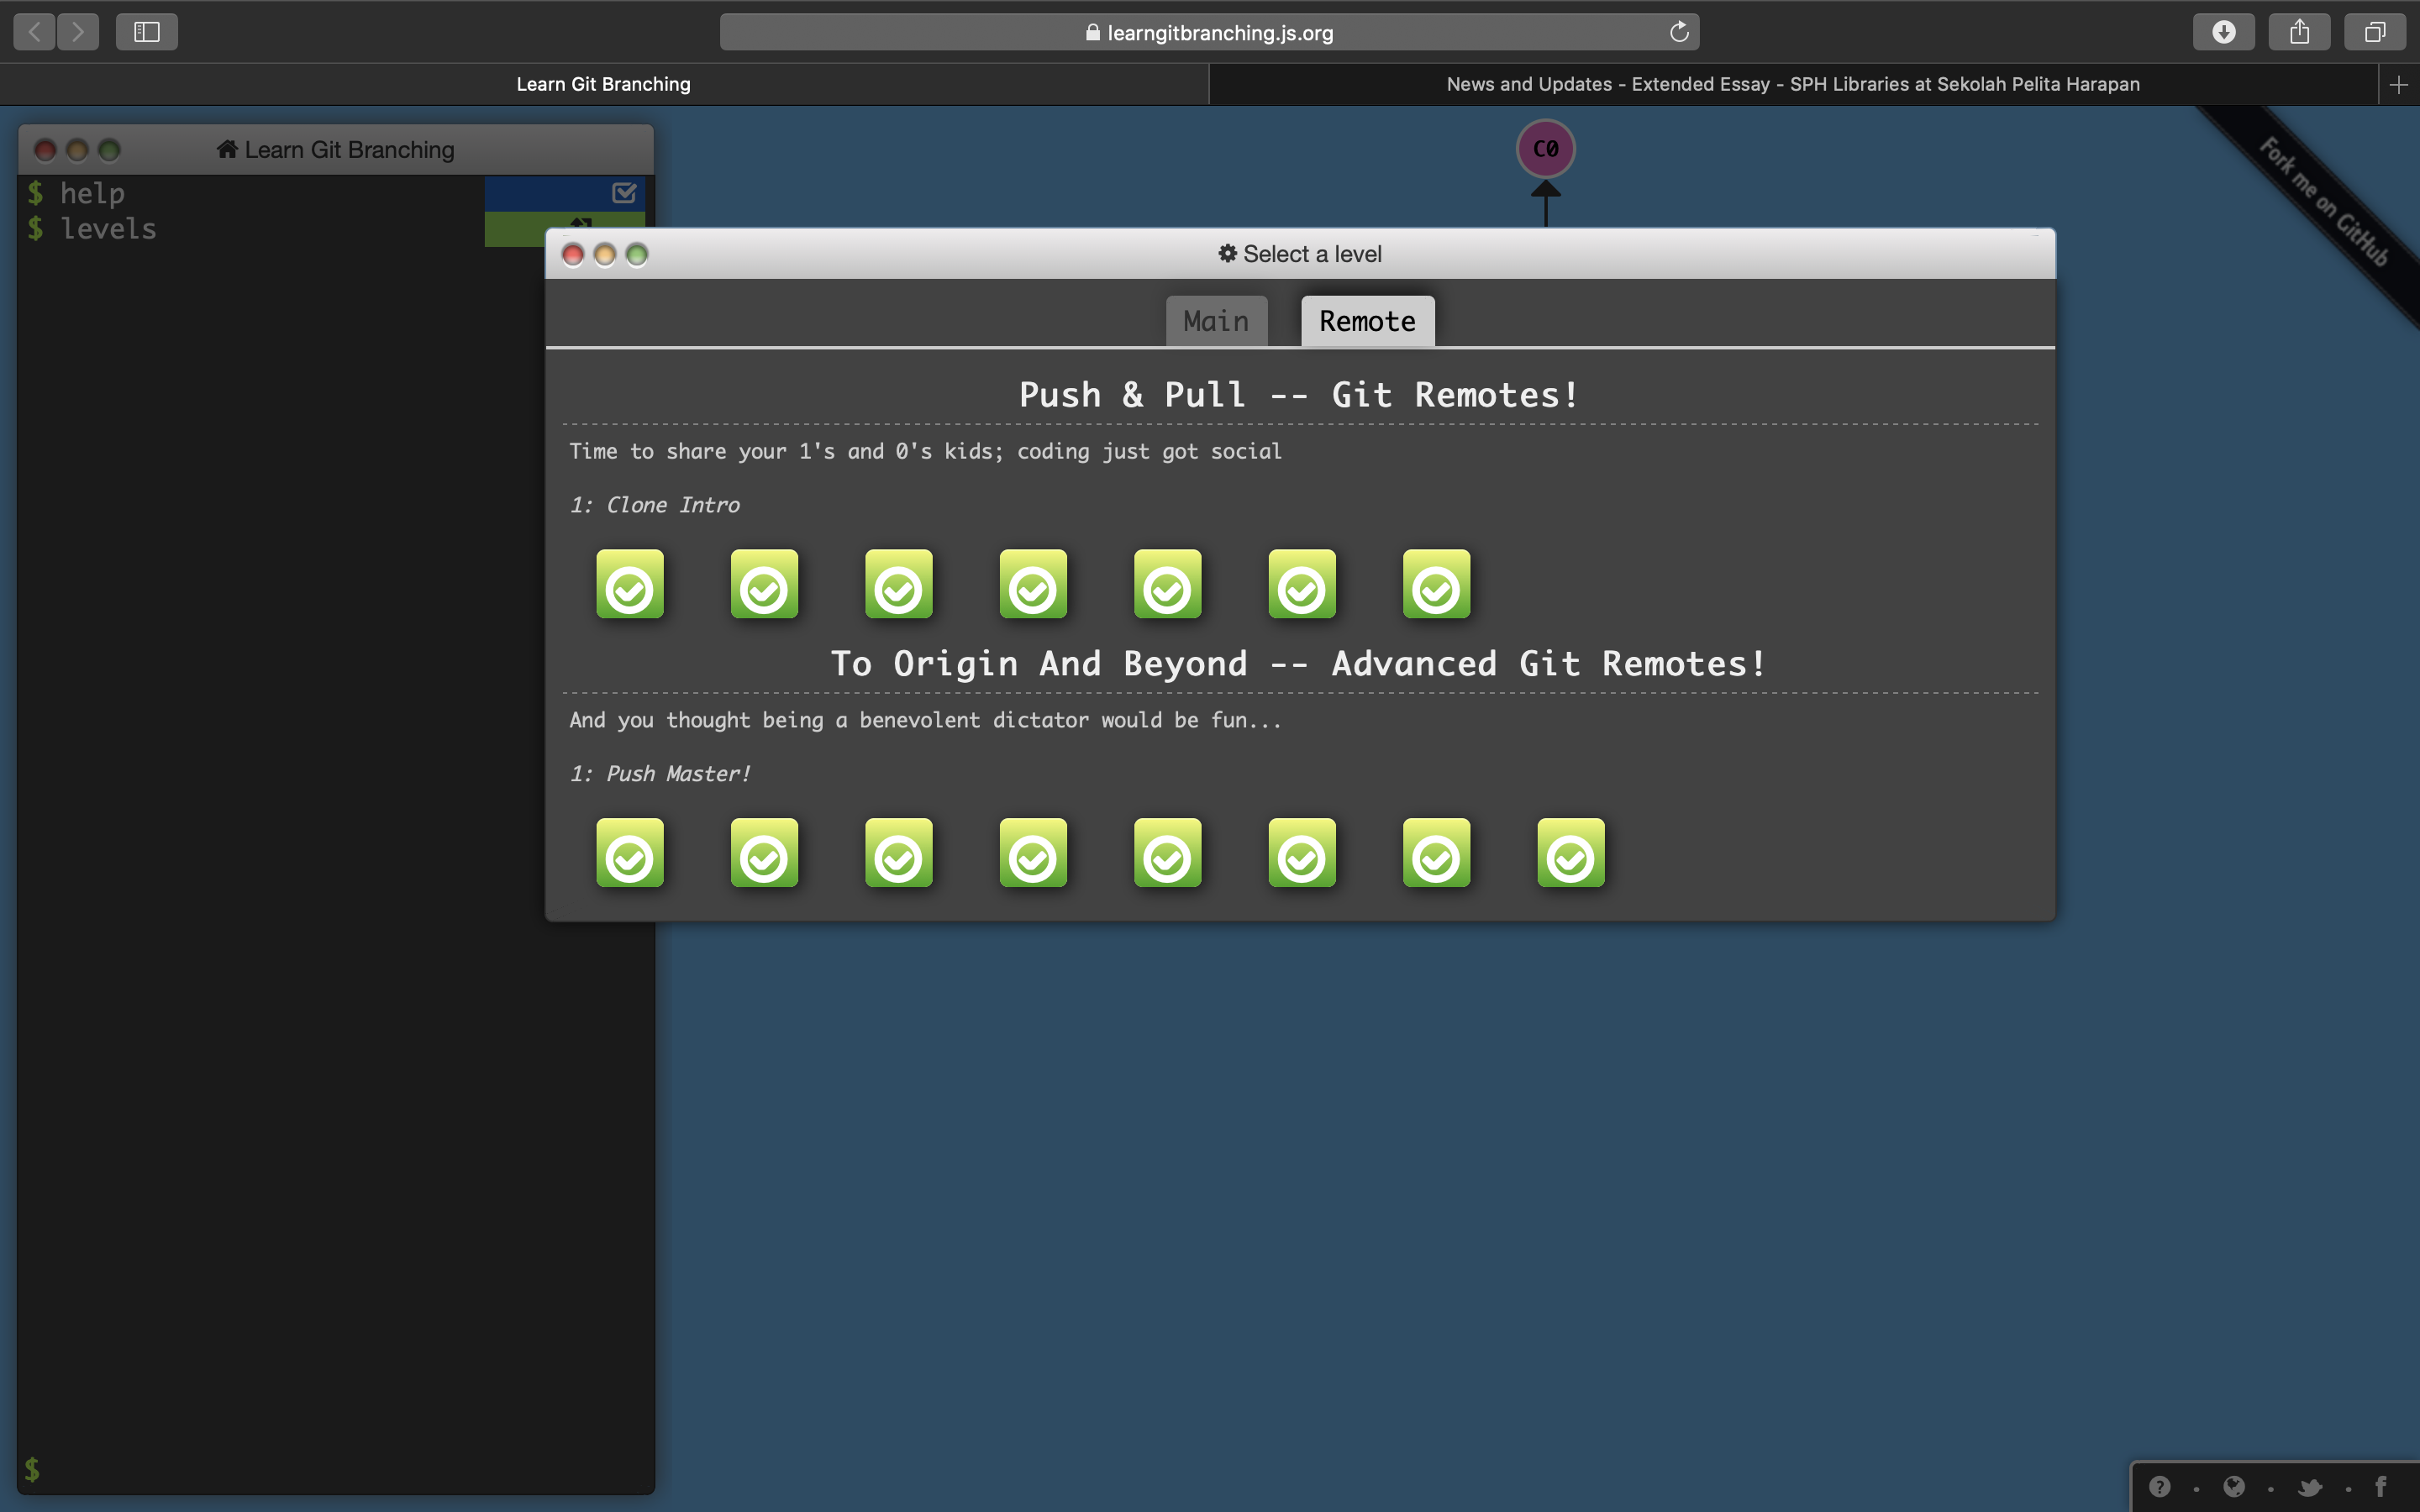 learngitbranching.js.org
Learn Git Branching
News and Updates - Extended Essay - SPH Libraries at Sekolah Pelita Harapan
Learn Git Branching
$ help
$ levels
C0
Fork me on GitHub
Select a level
Main
Remote
Push & Pull -- Git Remotes!
Time to share your 1's and 0's kids; coding just got social
1: Clone Intro
To Origin And Beyond -- Advanced Git Remotes!
And you thought being a benevolent dictator would be fun...
1: Push Master!
$